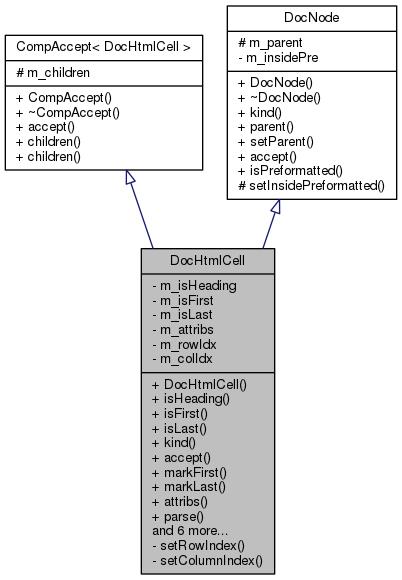 CompAccept< DocHtmlCell >
# m_children
+ CompAccept()
+ ~CompAccept()
+ accept()
+ children()
+ children()
DocNode
# m_parent
- m_insidePre
+ DocNode()
+ ~DocNode()
+ kind()
+ parent()
+ setParent()
+ accept()
+ isPreformatted()
# setInsidePreformatted()
DocHtmlCell
- m_isHeading
- m_isFirst
- m_isLast
- m_attribs
- m_rowIdx
- m_colIdx
+ DocHtmlCell()
+ isHeading()
+ isFirst()
+ isLast()
+ kind()
+ accept()
+ markFirst()
+ markLast()
+ attribs()
+ parse()
and 6 more...
- setRowIndex()
- setColumnIndex()